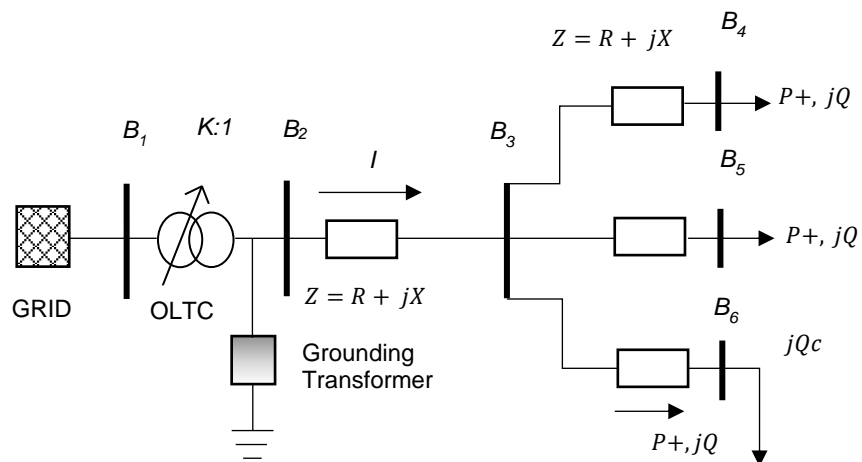 Z = R + jX
B4
P+, jQ
B1
K:1
B2
I
B3
B5
P+, jQ
GRID
OLTC
Z = R + jX
Grounding
Transformer
B6
jQc
P+, jQ